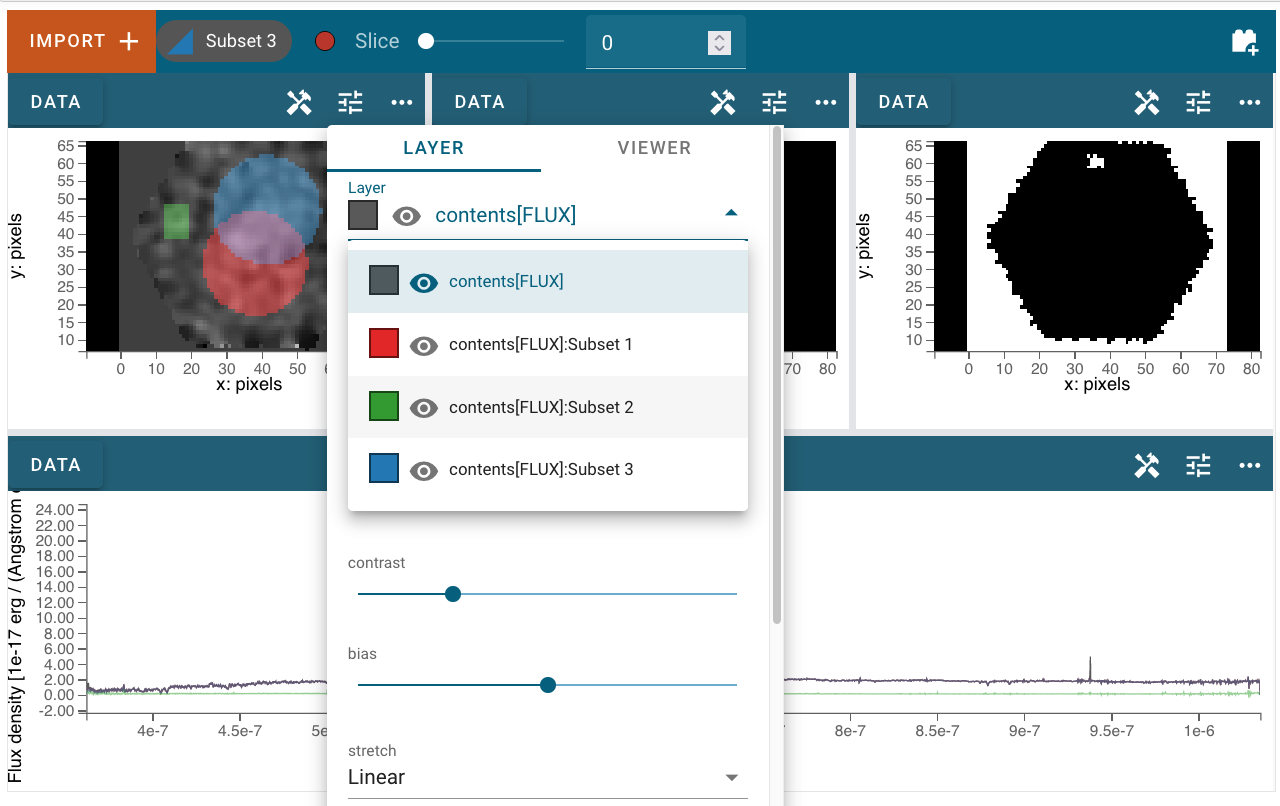 IMPORT
Subset 3
Slice
0
DATA
DATA
DATA
65
60
55
50
45
40
35
30
25
20
15
10
y: pixels
0 10 20 30 40 50
x: pixels
70 80
65
60
55
50
45
40
35
30
25
20
15
10
y: pixels
0 10 20 30 40 50 60 70 80
x: pixels
LAYER VIEWER
Layer
contents[FLUX]
contents[FLUX]
contents[FLUX]:Subset 1
contents[FLUX]:Subset 2
contents[FLUX]:Subset 3
contrast
bias
stretch
Linear
DATA
24.00
22.00
20.00
18.00
16.00
14.00
12.00
10.00
8.00
6.00
4.00
2.00
0.00
-2.00
Flux density [1e-17 erg / (Angstrom
4e-7 4.5e-7 8e-7 8.5e-7 9e-7 9.5e-7 1e-6